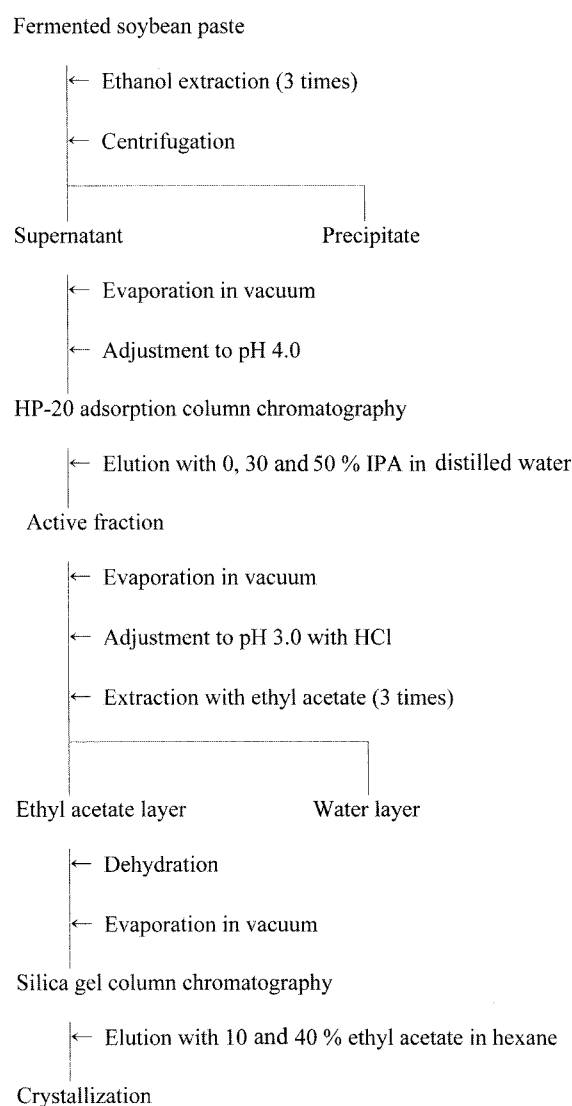 Fermented soybean paste
← Ethanol extraction (3 times)
← Centrifugation
Supernatant Precipitate
← Evaporation in vacuum
← Adjustment to pH 4.0
HP-20 adsorption column chromatography
← Elution with 0, 30 and 50 % IPA in distilled water
Active fraction
← Evaporation in vacuum
← Adjustment to pH 3.0 with HCl
← Extraction with ethyl acetate (3 times)
Ethyl acetate layer Water layer
← Dehydration
← Evaporation in vacuum
Silica gel column chromatography
← Elution with 10 and 40 % ethyl acetate in hexane
Crystallization